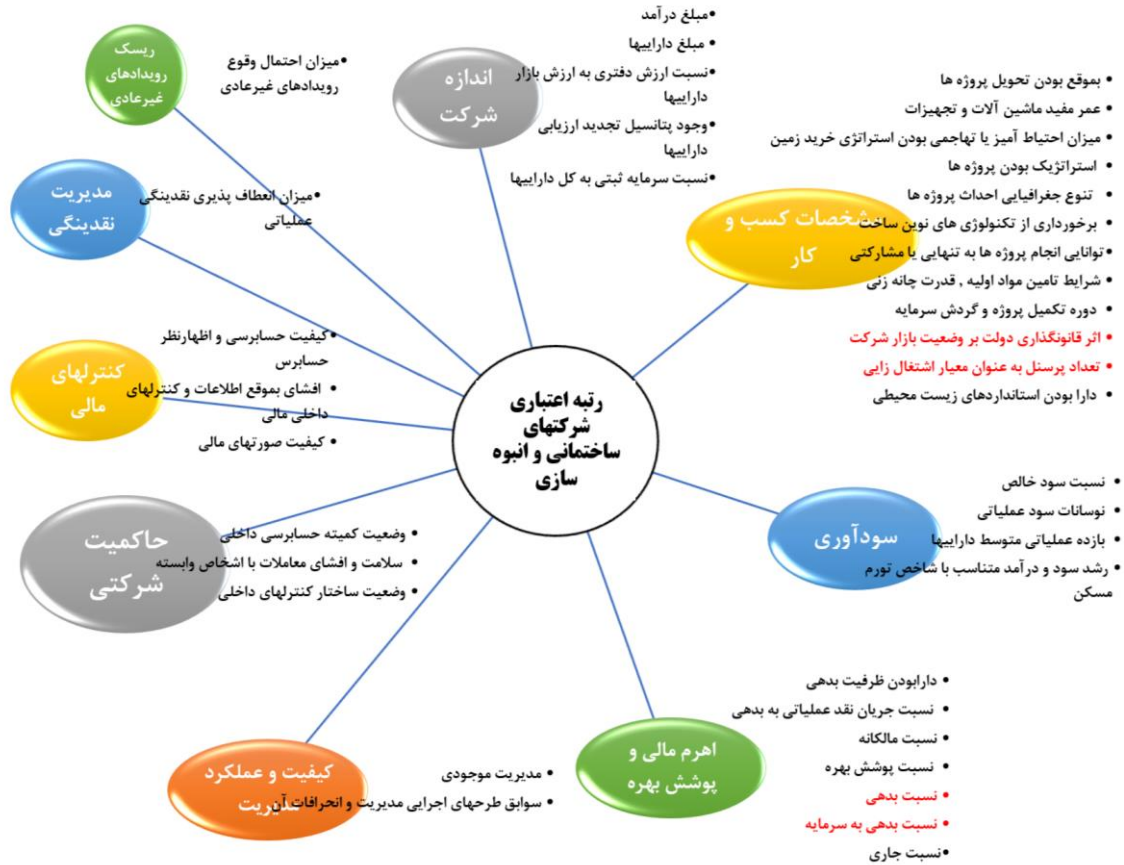 رتبه اعتباری
شرکتهای
ساختمانی و انبوه
سازی
اندازه
شرکت
•مبلغ درآمد
•مبلغ داراییها
•نسبت ارزش دفتری به ارزش بازار
داراییها
•وجود پتانسیل تجدید ارزیابی
داراییها
•نسبت سرمایه ثبتی به کل داراییها
مشخصات کسب و
کار
• بموقع بودن تحویل پروژه ها
• عمر مفید ماشین آلات و تجهیزات
• میزان احتیاط آمیز یا تهاجمی بودن استراتژی خرید زمین
• استراتژیک بودن پروژه ها
• تنوع جغرافیایی احداث پروژه ها
• برخورداری از تکنولوژی های نوین ساخت
•توانایی انجام پروژه ها به تنهایی یا مشارکتی
• شرایط تامین مواد اولیه , قدرت چانه زنی
• دوره تکمیل پروژه و گردش سرمایه
• اثر قانونگذاری دولت بر وضعیت بازار شرکت
• تعداد پرسنل به عنوان معیار اشتغال زایی
• دارا بودن استانداردهای زیست محیطی
سودآوری
• نسبت سود خالص
• نوسانات سود عملیاتی
• بازده عملیاتی متوسط داراییها
• رشد سود و درآمد متناسب با شاخص تورم
مسکن
اهرم مالی و
پوشش بهره
• دارابودن ظرفیت بدهی
• نسبت جریان نقد عملیاتی به بدهی
• نسبت مالکانه
• نسبت پوشش بهره
• نسبت بدهی
• نسبت بدهی به سرمایه
•نسبت جاری
کیفیت و عملکرد
مدیریت
• مدیریت موجودی
• سوابق طرحهای اجرایی مدیریت و انحرافات آن
حاکمیت
شرکتی
• وضعیت کمیته حسابرسی داخلی
• سلامت و افشای معاملات با اشخاص وابسته
• وضعیت ساختار کنترلهای داخلی
کنترلهای
مالی
•کیفیت حسابرسی و اظهارنظر
حسابرس
• افشای بموقع اطلاعات و کنترلهای
داخلی مالی
• کیفیت صورتهای مالی
مدیریت
نقدینگی
•میزان انعطاف پذیری نقدینگی
عملیاتی
ریسک
رویدادهای
غیرعادی
•میزان احتمال وقوع
رویدادهای غیرعادی